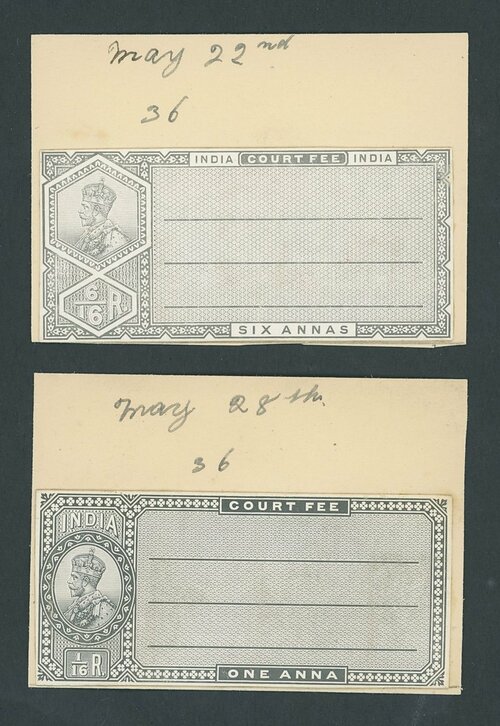 May 22nd
36
INDIA COURT FEE INDIA
6/16 R
SIX ANNAS
May 28th
36
COURT FEE
INDIA
1/16 R.
ONE ANNA